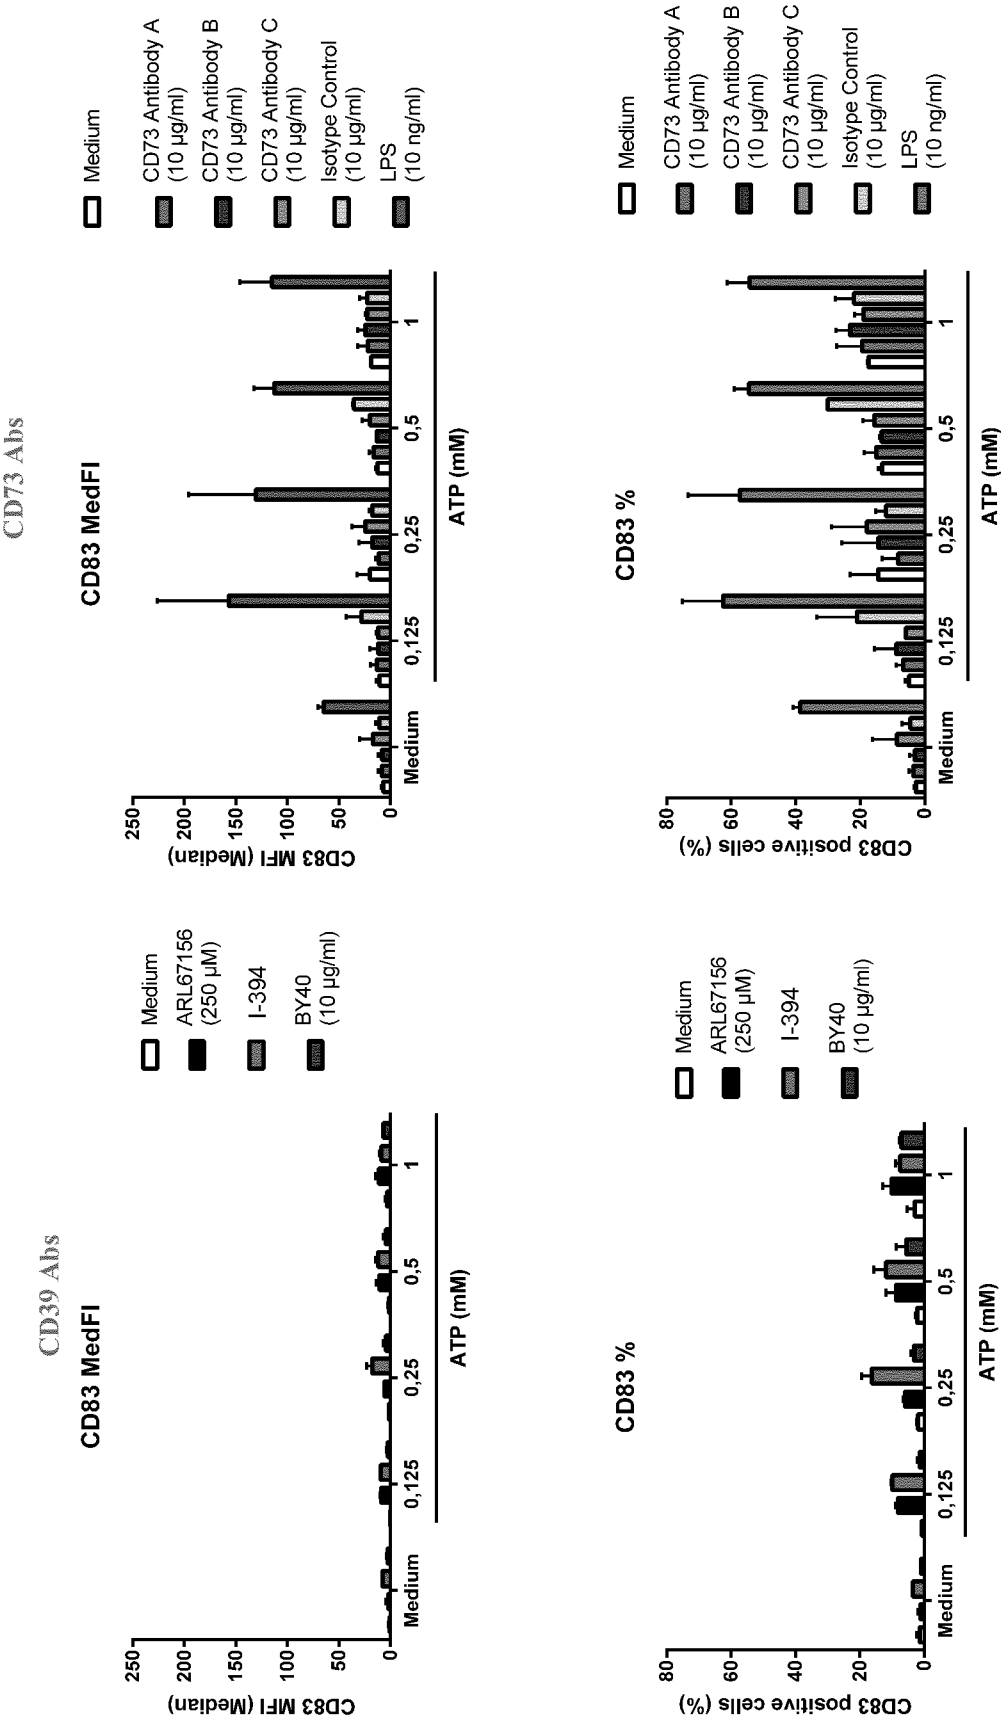 CD39 Abs
CD83 MedFI
CD83 MFI (Median)
250
200
150
100
50
0
Medium
0,125
0,25
0,5
1
ATP (mM)
Medium
ARL67156
(250 µM)
I-394
BY40
(10 µg/ml)
CD83 %
CD83 positive cells (%)
80
60
40
20
0
Medium
0,125
0,25
0,5
1
ATP (mM)
Medium
ARL67156
(250 µM)
I-394
BY40
(10 µg/ml)
CD73 Abs
CD83 MedFI
CD83 MFI (Median)
250
200
150
100
50
0
Medium
0,125
0,25
0,5
1
ATP (mM)
Medium
CD73 Antibody A
(10 µg/ml)
CD73 Antibody B
(10 µg/ml)
CD73 Antibody C
(10 µg/ml)
Isotype Control
(10 µg/ml)
LPS
(10 ng/ml)
CD83 %
CD83 positive cells (%)
80
60
40
20
0
Medium
0,125
0,25
0,5
1
ATP (mM)
Medium
CD73 Antibody A
(10 µg/ml)
CD73 Antibody B
(10 µg/ml)
CD73 Antibody C
(10 µg/ml)
Isotype Control
(10 µg/ml)
LPS
(10 ng/ml)